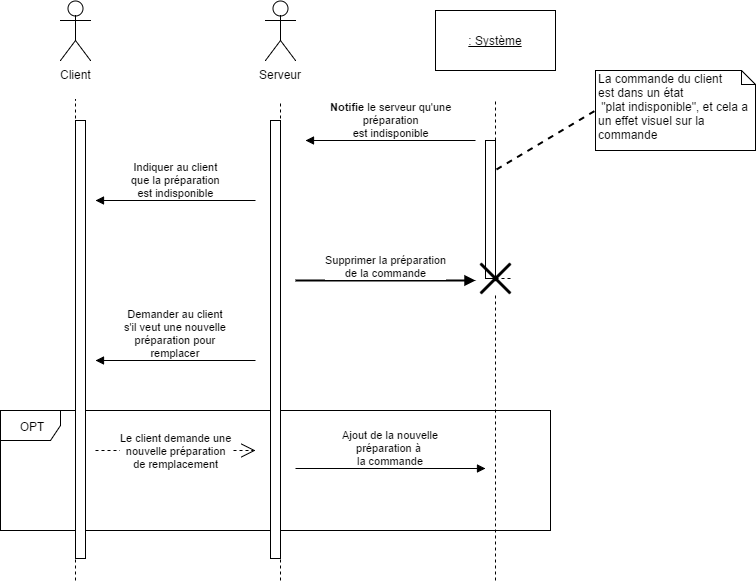 Client
Serveur
: Système
La commande du client
est dans un état
"plat indisponible", et cela a
un effet visuel sur la
commande
Notifie le serveur qu'une
préparation
est indisponible
Indiquer au client
que la préparation
est indisponible
Supprimer la préparation
de la commande
Demander au client
s'il veut une nouvelle
préparation pour
remplacer
OPT
Le client demande une
nouvelle préparation
de remplacement
Ajout de la nouvelle
préparation à
la commande